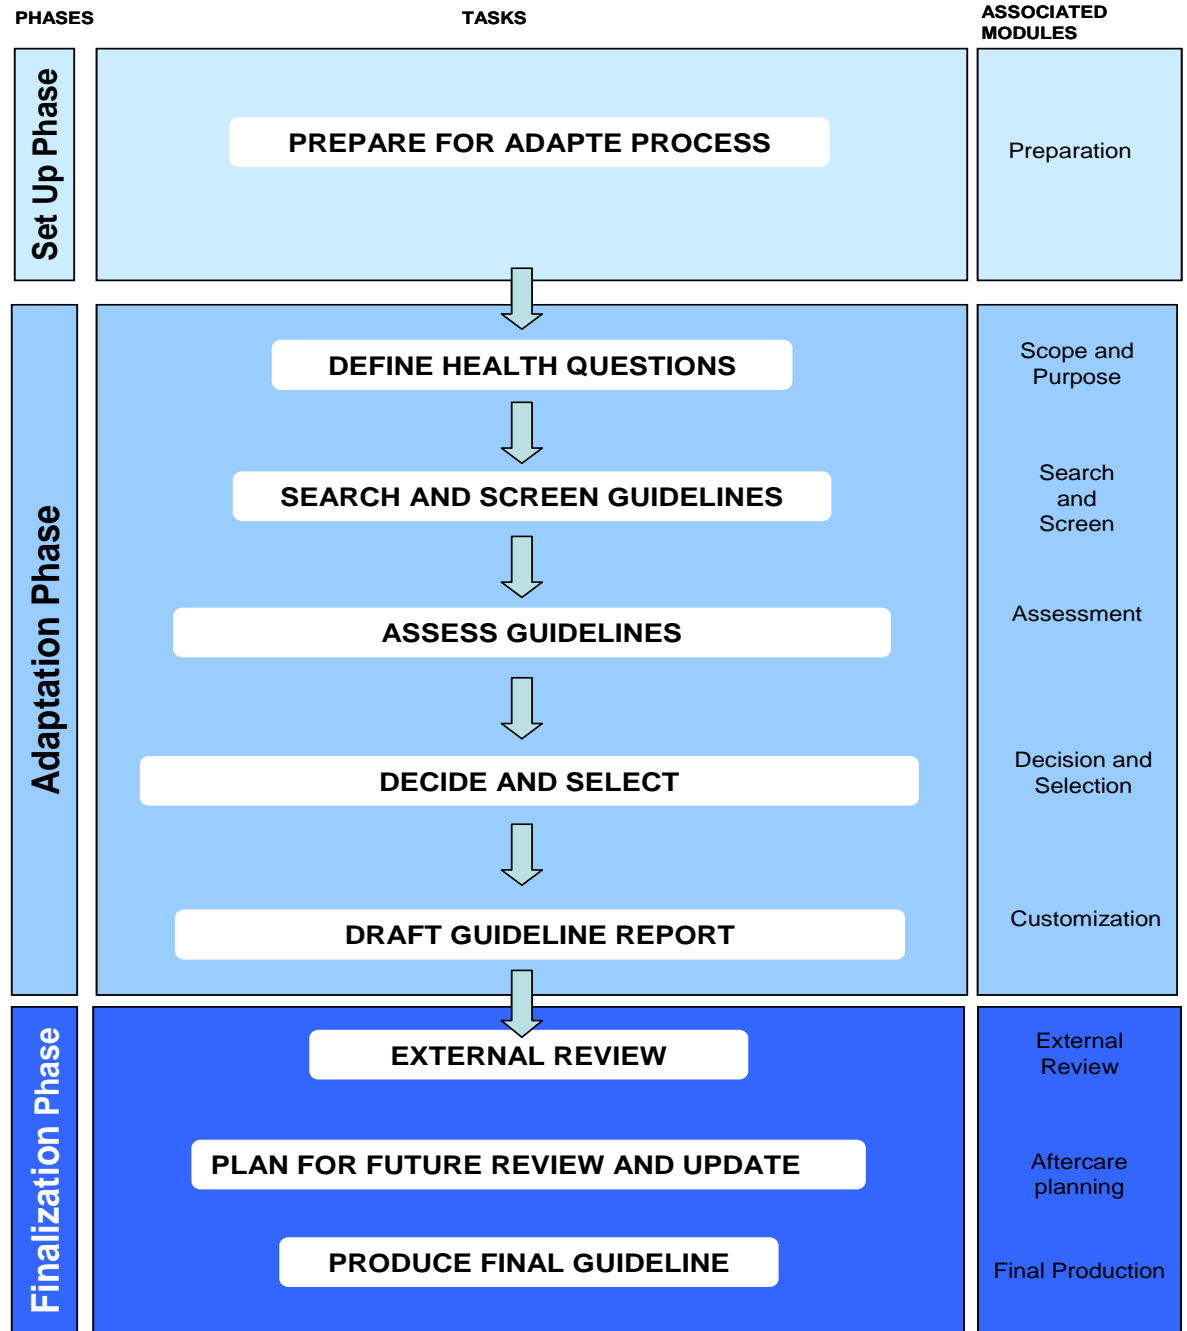 PHASES
TASKS
ASSOCIATED
MODULES
Set Up Phase
PREPARE FOR ADAPTE PROCESS
Preparation
Adaptation Phase
DEFINE HEALTH QUESTIONS
Scope and
Purpose
SEARCH AND SCREEN GUIDELINES
Search
and
Screen
ASSESS GUIDELINES
Assessment
DECIDE AND SELECT
Decision and
Selection
DRAFT GUIDELINE REPORT
Customization
Finalization Phase
EXTERNAL REVIEW
External
Review
PLAN FOR FUTURE REVIEW AND UPDATE
Aftercare
planning
PRODUCE FINAL GUIDELINE
Final Production